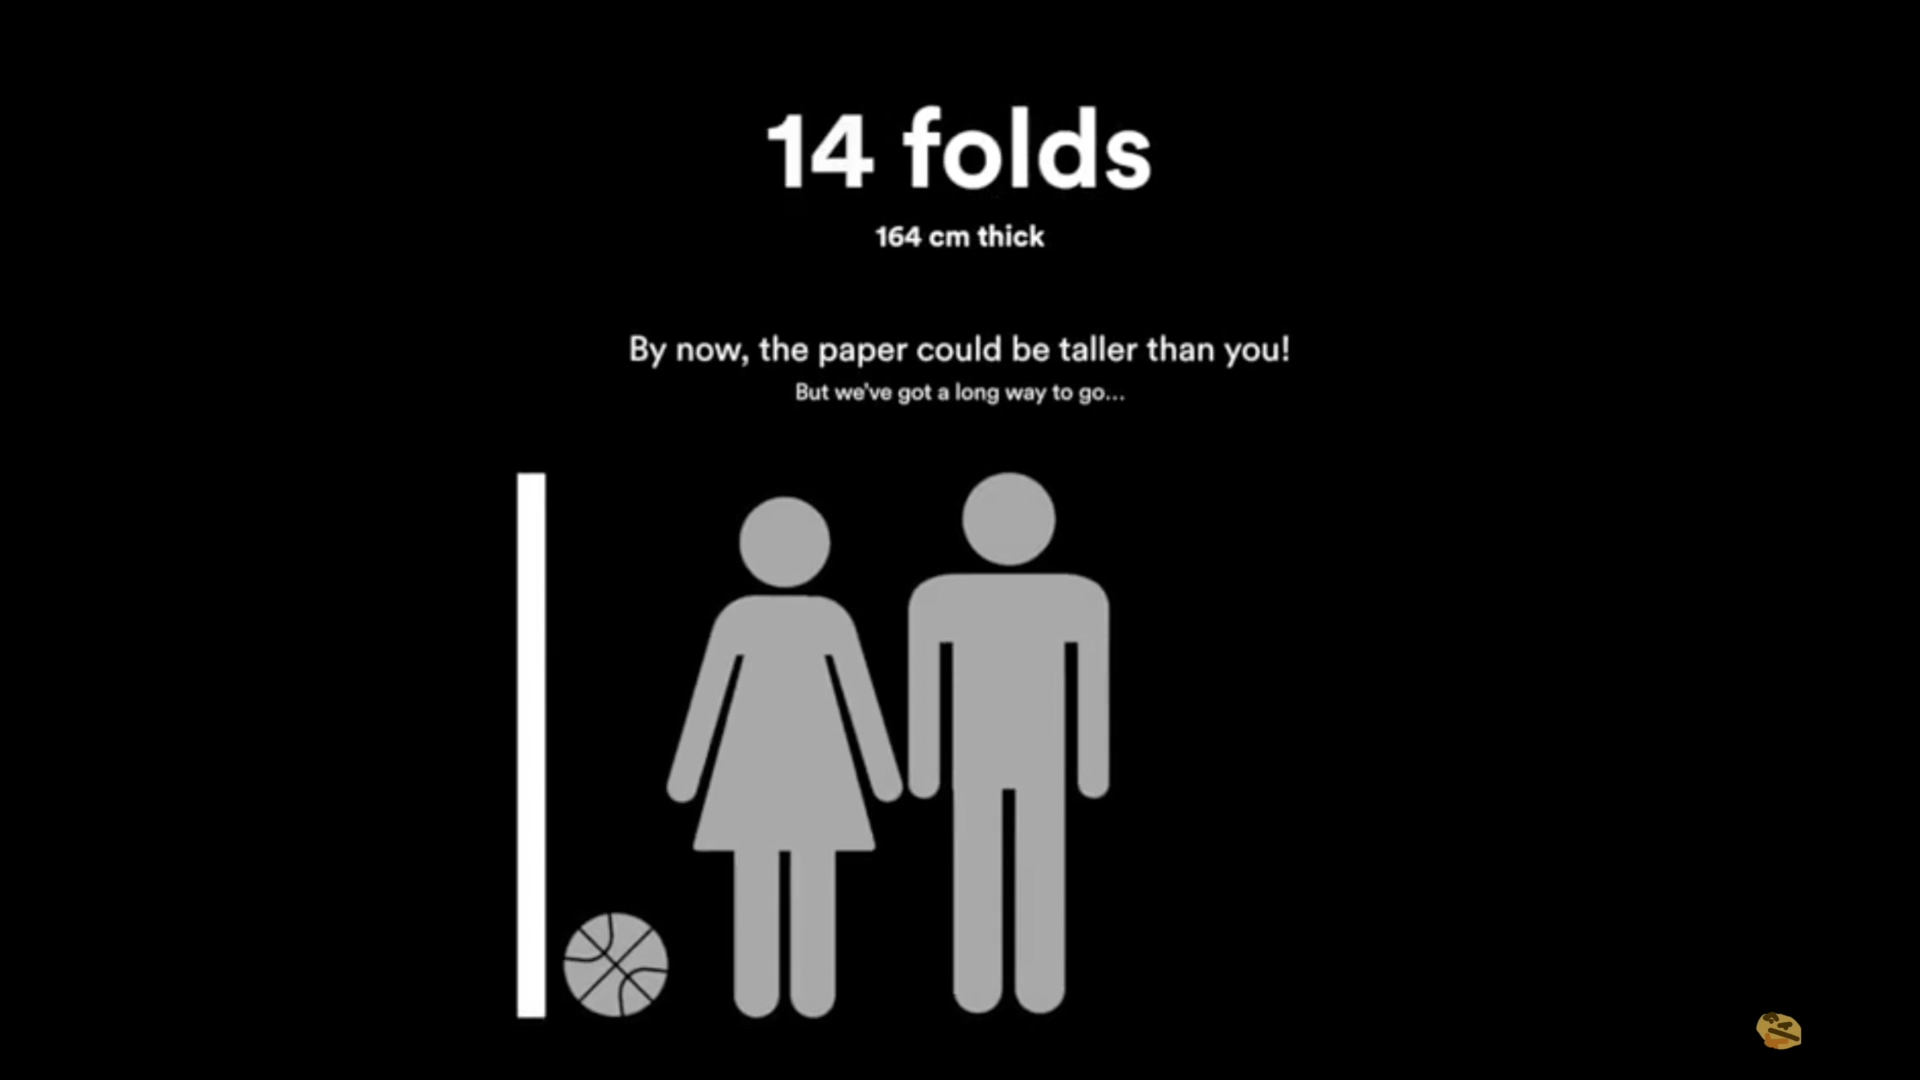 14 folds
164 cm thick
By now, the paper could be taller than you!
But we've got a long way to go...